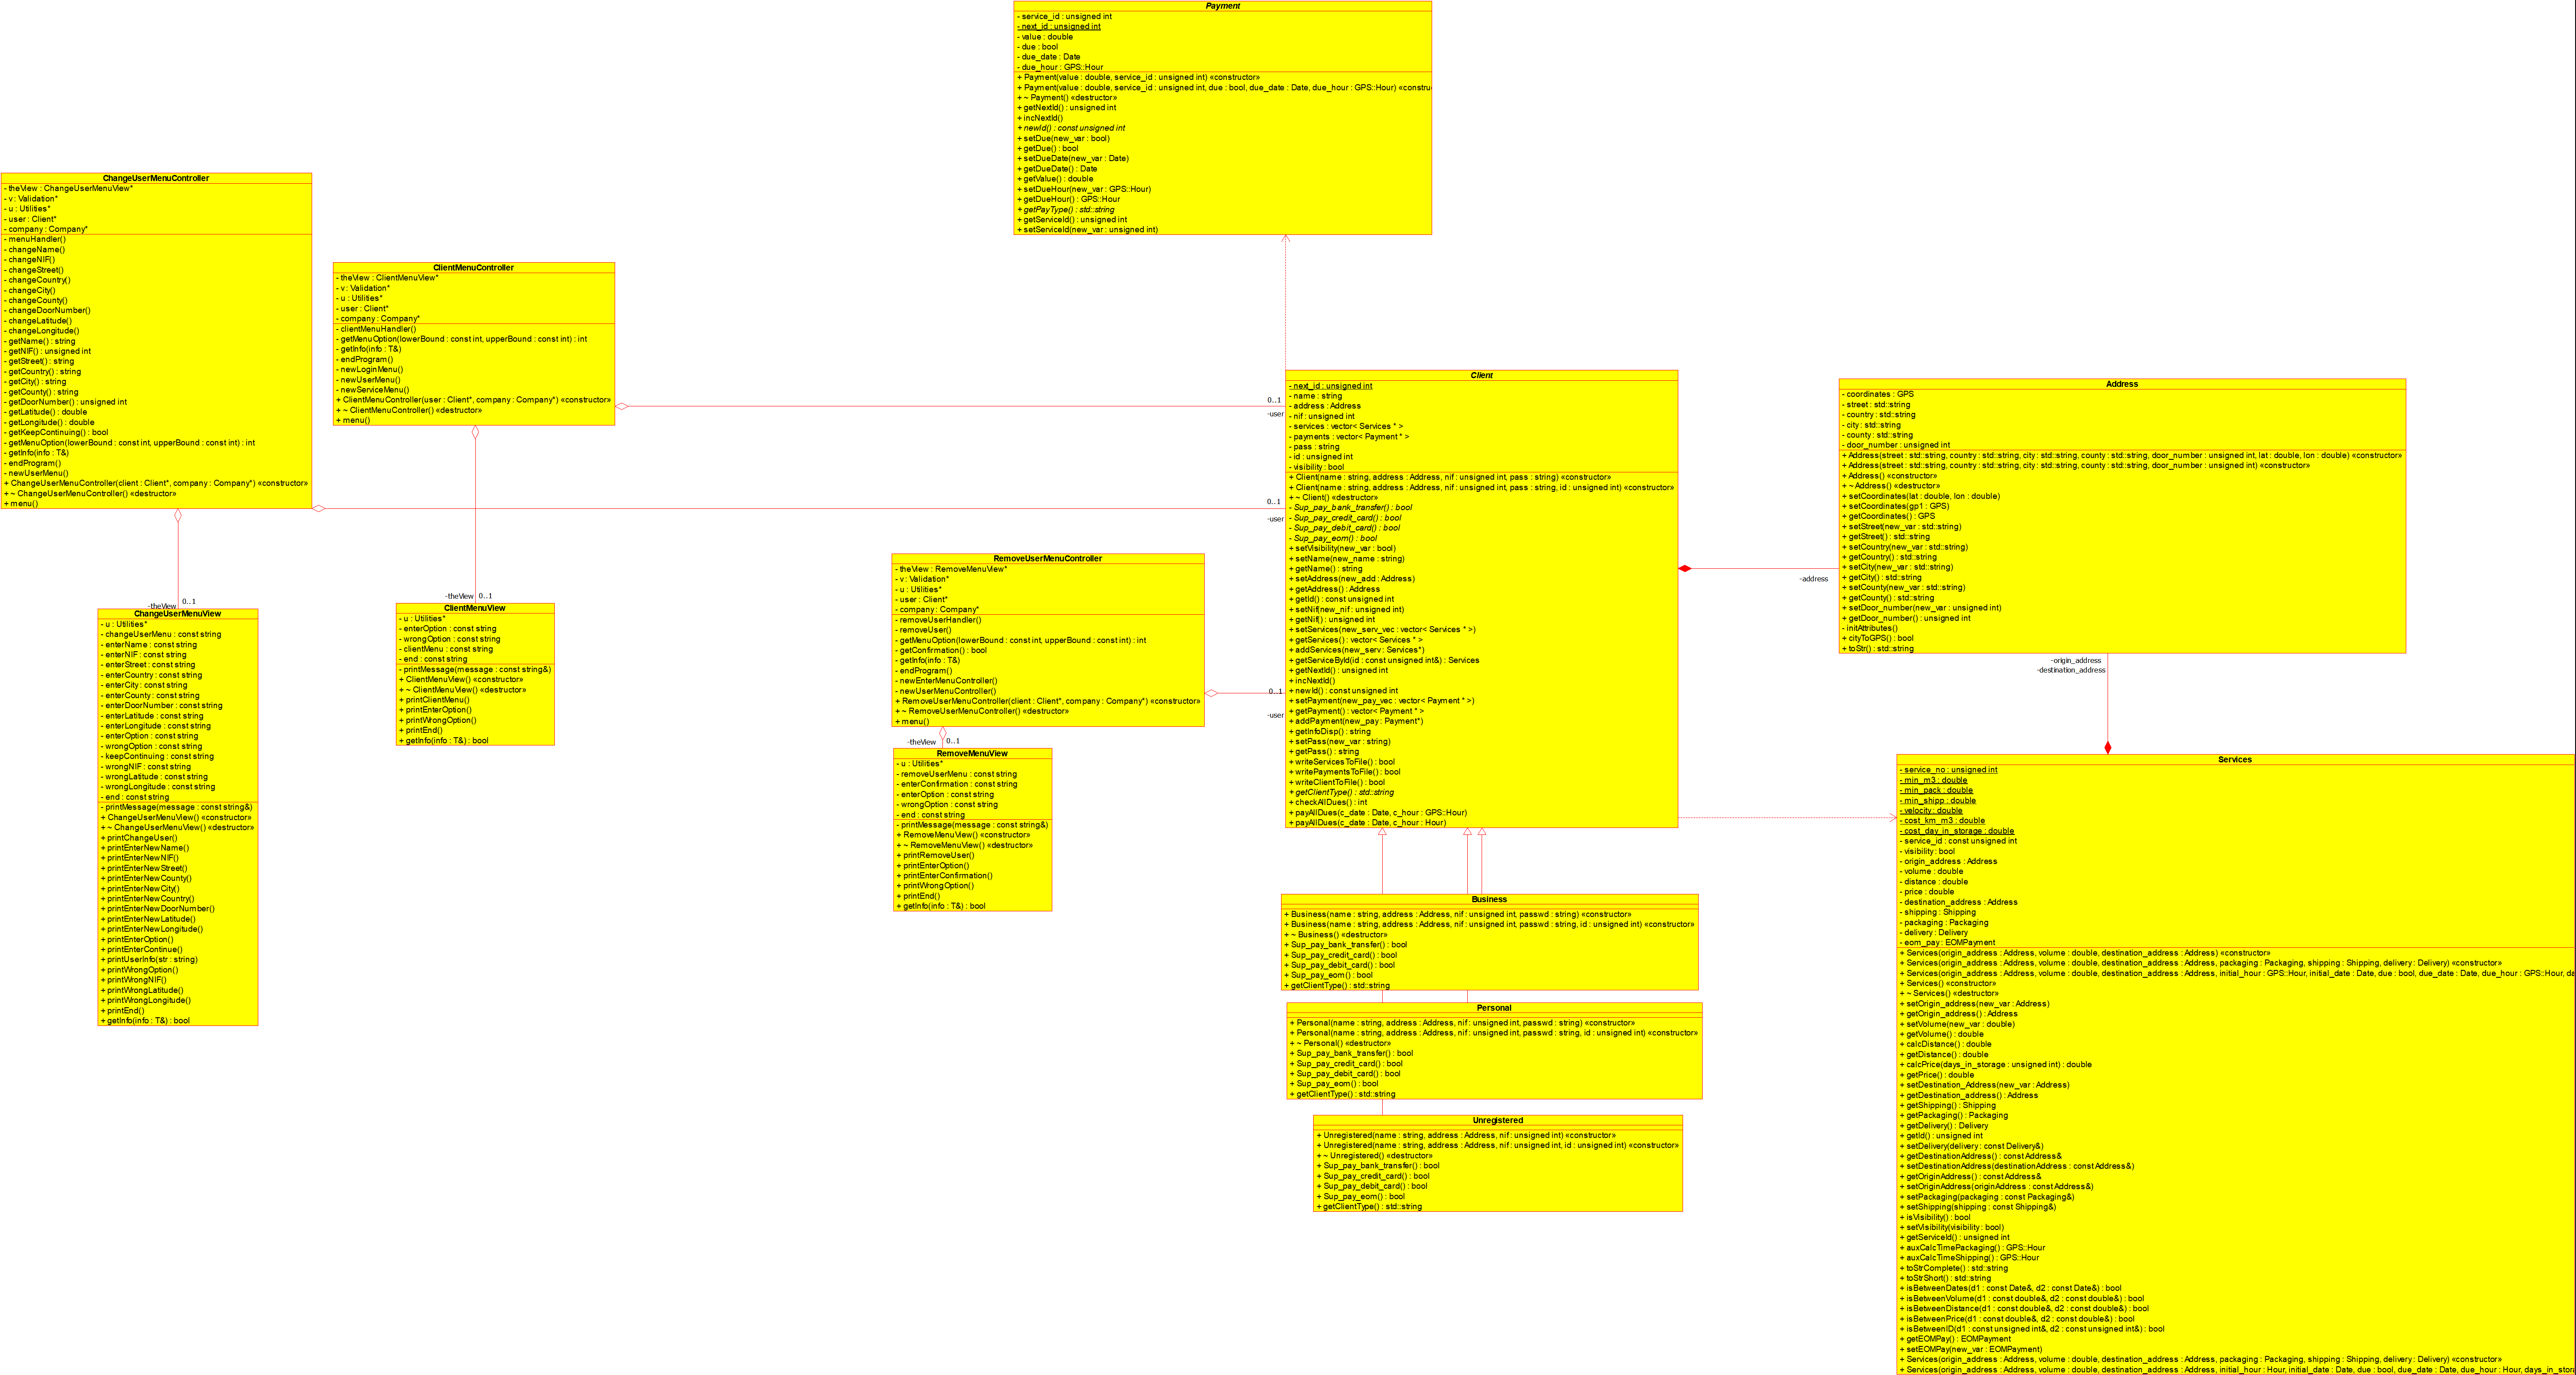 Payment
- service_id : unsigned int
- next_id : unsigned int
- value : double
- due : bool
- due_date : Date
- due_hour : GPS::Hour
+ Payment(value : double, service_id : unsigned int) «constructor»
+ Payment(value : double, service_id : unsigned int, due : bool, due_date : Date, due_hour : GPS::Hour) «constru
+ ~ Payment() «destructor»
+ getNextId() : unsigned int
+ incNextId()
+ newId() : const unsigned int
+ setDue(new_var : bool)
+ getDue() : bool
+ setDueDate(new_var : Date)
+ getDueDate() : Date
+ getValue() : double
+ setDueHour(new_var : GPS::Hour)
+ getDueHour() : GPS::Hour
+ getPayType() : std::string
+ getServiceId() : unsigned int
+ setServiceId(new_var : unsigned int)
ChangeUserMenuController
- theView : ChangeUserMenuView*
- v : Validation*
- u : Utilities*
- user : Client*
- company : Company*
- menuHandler()
- changeName()
- changeNIF()
- changeStreet()
- changeCountry()
- changeCity()
- changeCounty()
- changeDoorNumber()
- changeLatitude()
- changeLongitude()
- getName() : string
- getNIF() : unsigned int
- getStreet() : string
- getCountry() : string
- getCity() : string
- getCounty() : string
- getDoorNumber() : unsigned int
- getLatitude() : double
- getLongitude() : double
- getKeepContinuing() : bool
- getMenuOption(lowerBound : const int, upperBound : const int) : int
- getInfo(info : T&)
- endProgram()
- newUserMenu()
+ ChangeUserMenuController(client : Client*, company : Company*) «constructor»
+ ~ ChangeUserMenuController() «destructor»
+ menu()
ClientMenuController
- theView : ClientMenuView*
- v : Validation*
- u : Utilities*
- user : Client*
- company : Company*
- clientMenuHandler()
- getMenuOption(lowerBound : const int, upperBound : const int) : int
- getInfo(info : T&)
- endProgram()
- newLoginMenu()
- newUserMenu()
- newServiceMenu()
+ ClientMenuController(user : Client*, company : Company*) «constructor»
+ ~ ClientMenuController() «destructor»
+ menu()
0..1
-user
0..1
-user
0..1
-user
Client
- next_id : unsigned int
- name : string
- address : Address
- nif : unsigned int
- services : vector< Services * >
- payments : vector< Payment * >
- pass : string
- id : unsigned int
- visibility : bool
+ Client(name : string, address : Address, nif : unsigned int, pass : string) «constructor»
+ Client(name : string, address : Address, nif : unsigned int, pass : string, id : unsigned int) «constructor»
+ ~ Client() «destructor»
- Sup_pay_bank_transfer() : bool
- Sup_pay_credit_card() : bool
- Sup_pay_debit_card() : bool
- Sup_pay_eom() : bool
+ setVisibility(new_var : bool)
+ setName(new_name : string)
+ getName() : string
+ setAddress(new_add : Address)
+ getAddress() : Address
+ getId() : const unsigned int
+ setNif(new_nif : unsigned int)
+ getNif() : unsigned int
+ setServices(new_serv_vec : vector< Services * >)
+ getServices() : vector< Services * >
+ addServices(new_serv : Services*)
+ getServiceById(id : const unsigned int&) : Services
+ getNextId() : unsigned int
+ incNextId()
+ newId() : const unsigned int
+ setPayment(new_pay_vec : vector< Payment * >)
+ getPayment() : vector< Payment * >
+ addPayment(new_pay : Payment*)
+ getInfoDisp() : string
+ setPass(new_var : string)
+ getPass() : string
+ writeServicesToFile() : bool
+ writePaymentsToFile() : bool
+ writeClientToFile() : bool
+ getClientType() : std::string
+ checkAllDues() : int
+ payAllDues(c_date : Date, c_hour : GPS::Hour)
+ payAllDues(c_date : Date, c_hour : Hour)
-address
Address
- coordinates : GPS
- street : std::string
- country : std::string
- city : std::string
- county : std::string
- door_number : unsigned int
+ Address(street : std::string, country : std::string, city : std::string, county : std::string, door_number : unsigned int, lat : double, lon : double) «constructor»
+ Address(street : std::string, country : std::string, city : std::string, county : std::string, door_number : unsigned int) «constructor»
+ Address() «constructor»
+ ~ Address() «destructor»
+ setCoordinates(lat : double, lon : double)
+ setCoordinates(gp1 : GPS)
+ getCoordinates() : GPS
+ setStreet(new_var : std::string)
+ getStreet() : std::string
+ setCountry(new_var : std::string)
+ getCountry() : std::string
+ setCity(new_var : std::string)
+ getCity() : std::string
+ setCounty(new_var : std::string)
+ getCounty() : std::string
+ setDoor_number(new_var : unsigned int)
+ getDoor_number() : unsigned int
- initAttributes()
+ cityToGPS() : bool
+ toStr() : std::string
-origin_address
-destination_address
RemoveUserMenuController
- theView : RemoveMenuView*
- v : Validation*
- u : Utilities*
- user : Client*
- company : Company*
- removeUserHandler()
- removeUser()
- getMenuOption(lowerBound : const int, upperBound : const int) : int
- getConfirmation() : bool
- getInfo(info : T&)
- endProgram()
- newEnterMenuController()
- newUserMenuController()
+ RemoveUserMenuController(client : Client*, company : Company*) «constructor»
+ ~ RemoveUserMenuController() «destructor»
+ menu()
-theView 0..1
ChangeUserMenuView
- u : Utilities*
- changeUserMenu : const string
- enterName : const string
- enterNIF : const string
- enterStreet : const string
- enterCountry : const string
- enterCity : const string
- enterCounty : const string
- enterDoorNumber : const string
- enterLatitude : const string
- enterLongitude : const string
- enterOption : const string
- wrongOption : const string
- keepContinuing : const string
- wrongNIF : const string
- wrongLatitude : const string
- wrongLongitude : const string
- end : const string
- printMessage(message : const string&)
+ ChangeUserMenuView() «constructor»
+ ~ ChangeUserMenuView() «destructor»
+ printChangeUser()
+ printEnterNewName()
+ printEnterNewNIF()
+ printEnterNewStreet()
+ printEnterNewCounty()
+ printEnterNewCity()
+ printEnterNewCountry()
+ printEnterNewDoorNumber()
+ printEnterNewLatitude()
+ printEnterNewLongitude()
+ printEnterOption()
+ printEnterContinue()
+ printUserInfo(str : string)
+ printWrongOption()
+ printWrongNIF()
+ printWrongLatitude()
+ printWrongLongitude()
+ printEnd()
+ getInfo(info : T&) : bool
-theView 0..1
ClientMenuView
- u : Utilities*
- enterOption : const string
- wrongOption : const string
- clientMenu : const string
- end : const string
- printMessage(message : const string&)
+ ClientMenuView() «constructor»
+ ~ ClientMenuView() «destructor»
+ printClientMenu()
+ printEnterOption()
+ printWrongOption()
+ printEnd()
+ getInfo(info : T&) : bool
-theView 0..1
RemoveMenuView
- u : Utilities*
- removeUserMenu : const string
- enterConfirmation : const string
- enterOption : const string
- wrongOption : const string
- end : const string
- printMessage(message : const string&)
+ RemoveMenuView() «constructor»
+ ~ RemoveMenuView() «destructor»
+ printRemoveUser()
+ printEnterOption()
+ printEnterConfirmation()
+ printWrongOption()
+ printEnd()
+ getInfo(info : T&) : bool
Business
+ Business(name : string, address : Address, nif : unsigned int, passwd : string) «constructor»
+ Business(name : string, address : Address, nif : unsigned int, passwd : string, id : unsigned int) «constructor»
+ ~ Business() «destructor»
+ Sup_pay_bank_transfer() : bool
+ Sup_pay_credit_card() : bool
+ Sup_pay_debit_card() : bool
+ Sup_pay_eom() : bool
+ getClientType() : std::string
Personal
+ Personal(name : string, address : Address, nif : unsigned int, passwd : string) «constructor»
+ Personal(name : string, address : Address, nif : unsigned int, passwd : string, id : unsigned int) «constructor»
+ ~ Personal() «destructor»
+ Sup_pay_bank_transfer() : bool
+ Sup_pay_credit_card() : bool
+ Sup_pay_debit_card() : bool
+ Sup_pay_eom() : bool
+ getClientType() : std::string
Unregistered
+ Unregistered(name : string, address : Address, nif : unsigned int) «constructor»
+ Unregistered(name : string, address : Address, nif : unsigned int, id : unsigned int) «constructor»
+ ~ Unregistered() «destructor»
+ Sup_pay_bank_transfer() : bool
+ Sup_pay_credit_card() : bool
+ Sup_pay_debit_card() : bool
+ Sup_pay_eom() : bool
+ getClientType() : std::string
Services
- service_no : unsigned int
- min_m3 : double
- min_pack : double
- min_shipp : double
- velocity : double
- cost_km_m3 : double
- cost_day_in_storage : double
- service_id : const unsigned int
- visibility : bool
- origin_address : Address
- volume : double
- distance : double
- price : double
- destination_address : Address
- shipping : Shipping
- packaging : Packaging
- delivery : Delivery
- eom_pay : EOMPayment
+ Services(origin_address : Address, volume : double, destination_address : Address) «constructor»
+ Services(origin_address : Address, volume : double, destination_address : Address, packaging : Packaging, shipping : Shipping, delivery : Delivery) «constructor»
+ Services(origin_address : Address, volume : double, destination_address : Address, initial_hour : GPS::Hour, initial_date : Date, due : bool, due_date : Date, due_hour : GPS::Hour, da
+ Services() «constructor»
+ ~ Services() «destructor»
+ setOrigin_address(new_var : Address)
+ getOrigin_address() : Address
+ setVolume(new_var : double)
+ getVolume() : double
+ calcDistance() : double
+ getDistance() : double
+ calcPrice(days_in_storage : unsigned int) : double
+ getPrice() : double
+ setDestination_Address(new_var : Address)
+ getDestination_address() : Address
+ getShipping() : Shipping
+ getPackaging() : Packaging
+ getDelivery() : Delivery
+ getId() : unsigned int
+ setDelivery(delivery : const Delivery&)
+ getDestinationAddress() : const Address&
+ setDestinationAddress(destinationAddress : const Address&)
+ getOriginAddress() : const Address&
+ setOriginAddress(originAddress : const Address&)
+ setPackaging(packaging : const Packaging&)
+ setShipping(shipping : const Shipping&)
+ isVisibility() : bool
+ setVisibility(visibility : bool)
+ getServiceId() : unsigned int
+ auxCalcTimePackaging() : GPS::Hour
+ auxCalcTimeShipping() : GPS::Hour
+ toStrComplete() : std::string
+ toStrShort() : std::string
+ isBetweenDates(d1 : const Date&, d2 : const Date&) : bool
+ isBetweenVolume(d1 : const double&, d2 : const double&) : bool
+ isBetweenDistance(d1 : const double&, d2 : const double&) : bool
+ isBetweenPrice(d1 : const double&, d2 : const double&) : bool
+ isBetweenID(d1 : const unsigned int&, d2 : const unsigned int&) : bool
+ getEOMPay() : EOMPayment
+ setEOMPay(new_var : EOMPayment)
+ Services(origin_address : Address, volume : double, destination_address : Address, packaging : Packaging, shipping : Shipping, delivery : Delivery) «constructor»
+ Services(origin_address : Address, volume : double, destination_address : Address, initial_hour : Hour, initial_date : Date, due : bool, due_date : Date, due_hour : Hour, days_in_stor